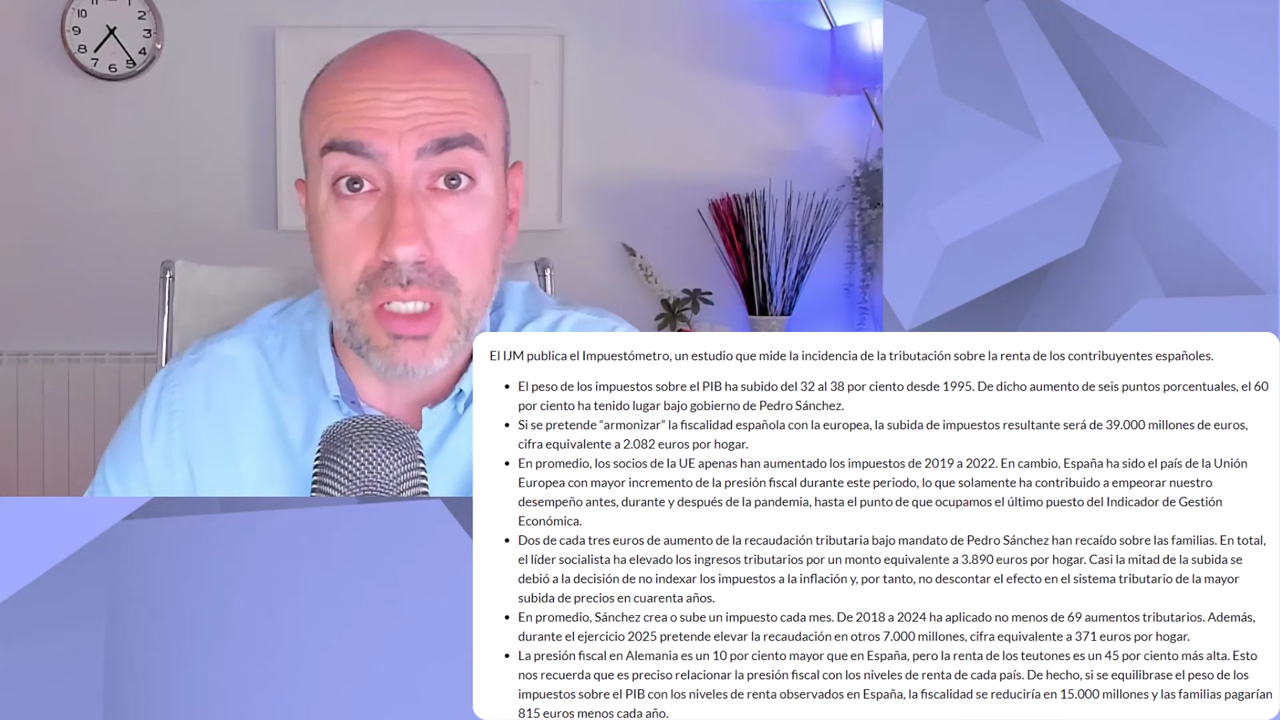 10
2
9
3
8
4
7
6
5
El IJM publica el Impuestómetro, un estudio que mide la incidencia de la tributación sobre la renta de los contribuyentes españoles.
• El peso de los impuestos sobre el PIB ha subido del 32 al 38 por ciento desde 1995. De dicho aumento de seis puntos porcentuales, el 60
por ciento ha tenido lugar bajo gobierno de Pedro Sánchez.
• Si se pretende “armonizar” la fiscalidad española con la europea, la subida de impuestos resultante será de 39.000 millones de euros,
cifra equivalente a 2.082 euros por hogar.
• En promedio, los socios de la UE apenas han aumentado los impuestos de 2019 a 2022. En cambio, España ha sido el país de la Unión
Europea con mayor incremento de la presión fiscal durante este periodo, lo que solamente ha contribuido a empeorar nuestro
desempeño antes, durante y después de la pandemia, hasta el punto de que ocupamos el último puesto del Indicador de Gestión
Económica.
• Dos de cada tres euros de aumento de la recaudación tributaria bajo mandato de Pedro Sánchez han recaído sobre las familias. En total,
el líder socialista ha elevado los ingresos tributarios por un monto equivalente a 3.890 euros por hogar. Casi la mitad de la subida se
debió a la decisión de no indexar los impuestos a la inflación y, por tanto, no descontar el efecto en el sistema tributario de la mayor
subida de precios en cuarenta años.
• En promedio, Sánchez crea o sube un impuesto cada mes. De 2018 a 2024 ha aplicado no menos de 69 aumentos tributarios. Además,
durante el ejercicio 2025 pretende elevar la recaudación en otros 7.000 millones, cifra equivalente a 371 euros por hogar.
• La presión fiscal en Alemania es un 10 por ciento mayor que en España, pero la renta de los teutones es un 45 por ciento más alta. Esto
nos recuerda que es preciso relacionar la presión fiscal con los niveles de renta de cada país. De hecho, si se equilibrase el peso de los
impuestos sobre el PIB con los niveles de renta observados en España, la fiscalidad se reduciría en 15.000 millones y las familias pagarían
815 euros menos cada año.